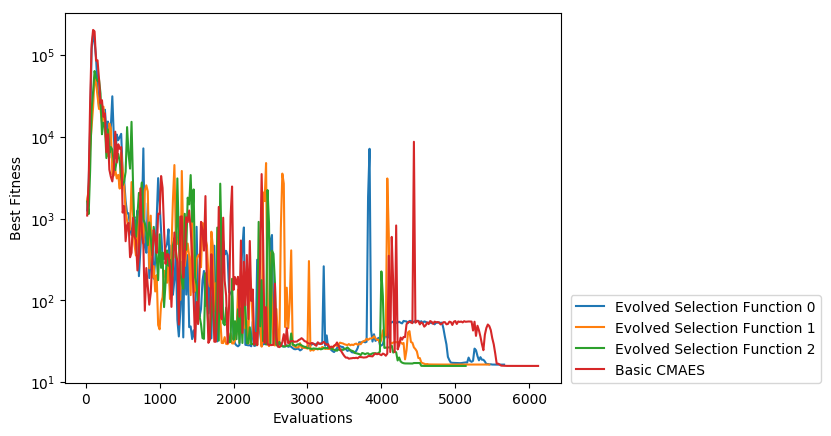 Best Fitness
10^5
10^4
10^3
10^2
10^1
0 1000 2000 3000 4000 5000 6000
Evaluations
Evolved Selection Function 0
Evolved Selection Function 1
Evolved Selection Function 2
Basic CMAES